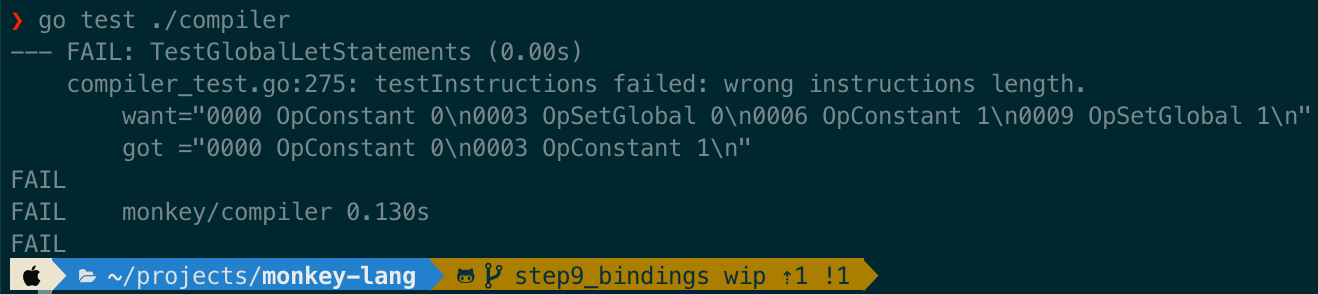 ❯ go test ./compiler
--- FAIL: TestGlobalLetStatements (0.00s)
    compiler_test.go:275: testInstructions failed: wrong instructions length.
        want="0000 OpConstant 0\n0003 OpSetGlobal 0\n0006 OpConstant 1\n0009 OpSetGlobal 1\n"
        got ="0000 OpConstant 0\n0003 OpConstant 1\n"
FAIL
FAIL    monkey/compiler 0.130s
FAIL
~/projects/monkey-lang step9_bindings wip ⇡1 !1